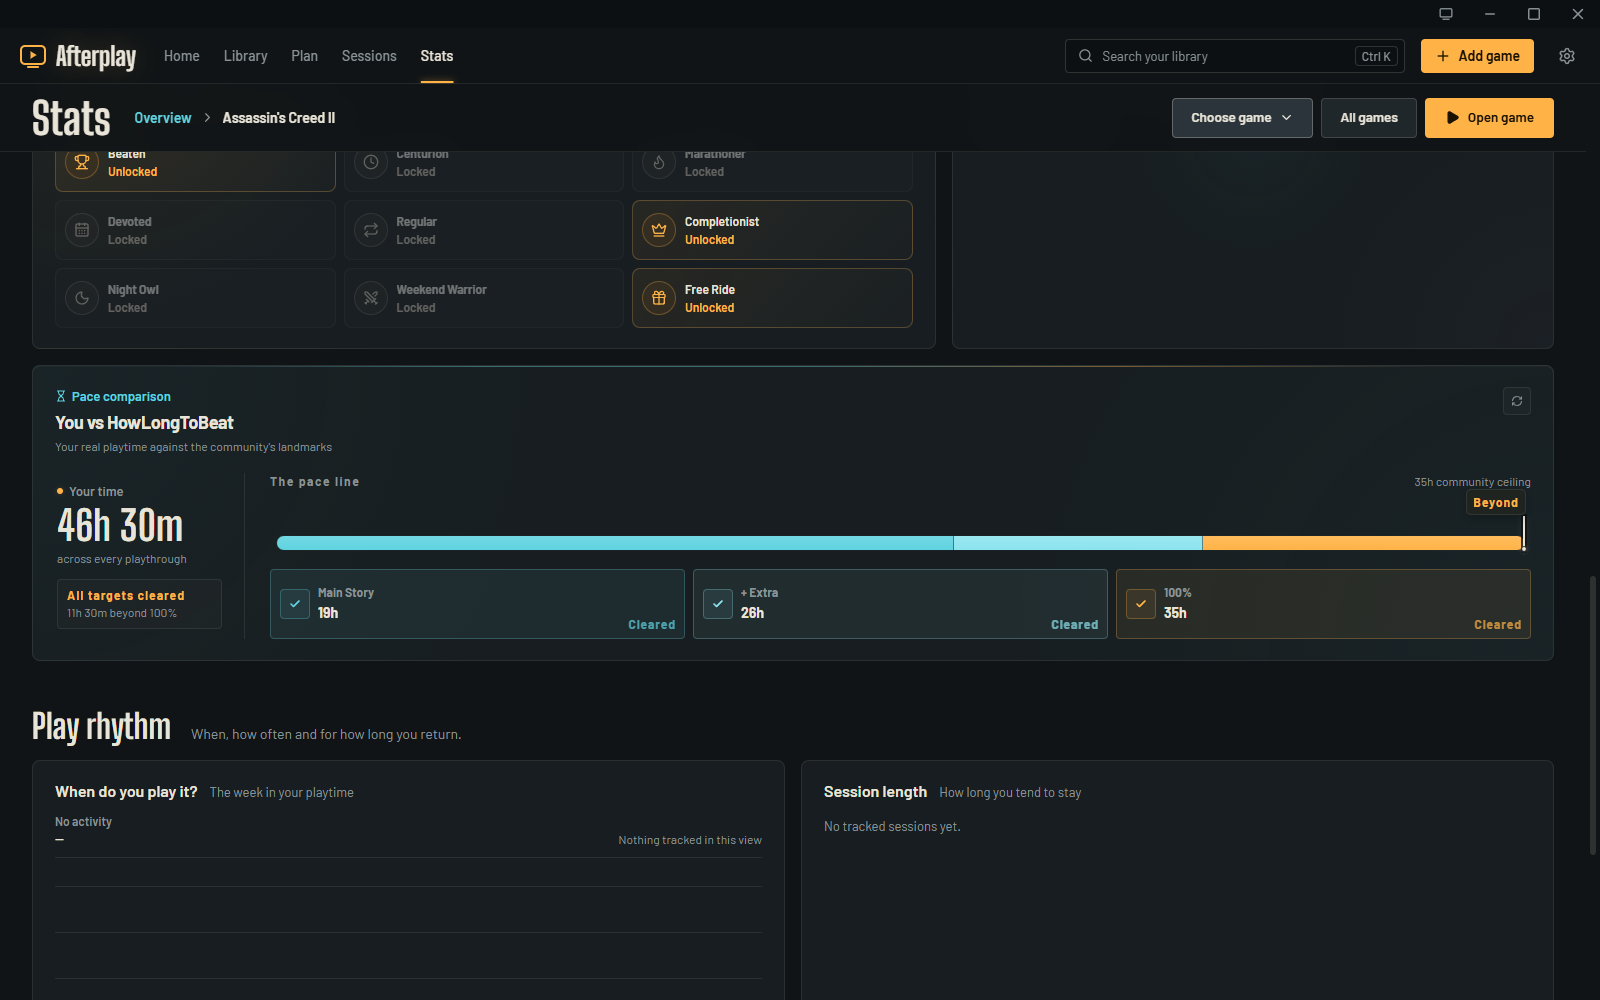 Afterplay
Home
Library
Plan
Sessions
Stats
Search your library
Ctrl K
Add game
Stats
Overview
Assassin's Creed II
Choose game
All games
Open game
Beaten
Unlocked
Centurion
Locked
Marathoner
Locked
Devoted
Locked
Regular
Locked
Completionist
Unlocked
Night Owl
Locked
Weekend Warrior
Locked
Free Ride
Unlocked
Pace comparison
You vs HowLongToBeat
Your real playtime against the community's landmarks
Your time
46h 30m
across every playthrough
All targets cleared
11h 30m beyond 100%
The pace line
35h community ceiling
Beyond
Main Story
19h
Cleared
+ Extra
26h
Cleared
100%
35h
Cleared
Play rhythm
When, how often and for how long you return.
When do you play it?
The week in your playtime
No activity
–
Nothing tracked in this view
Session length
How long you tend to stay
No tracked sessions yet.